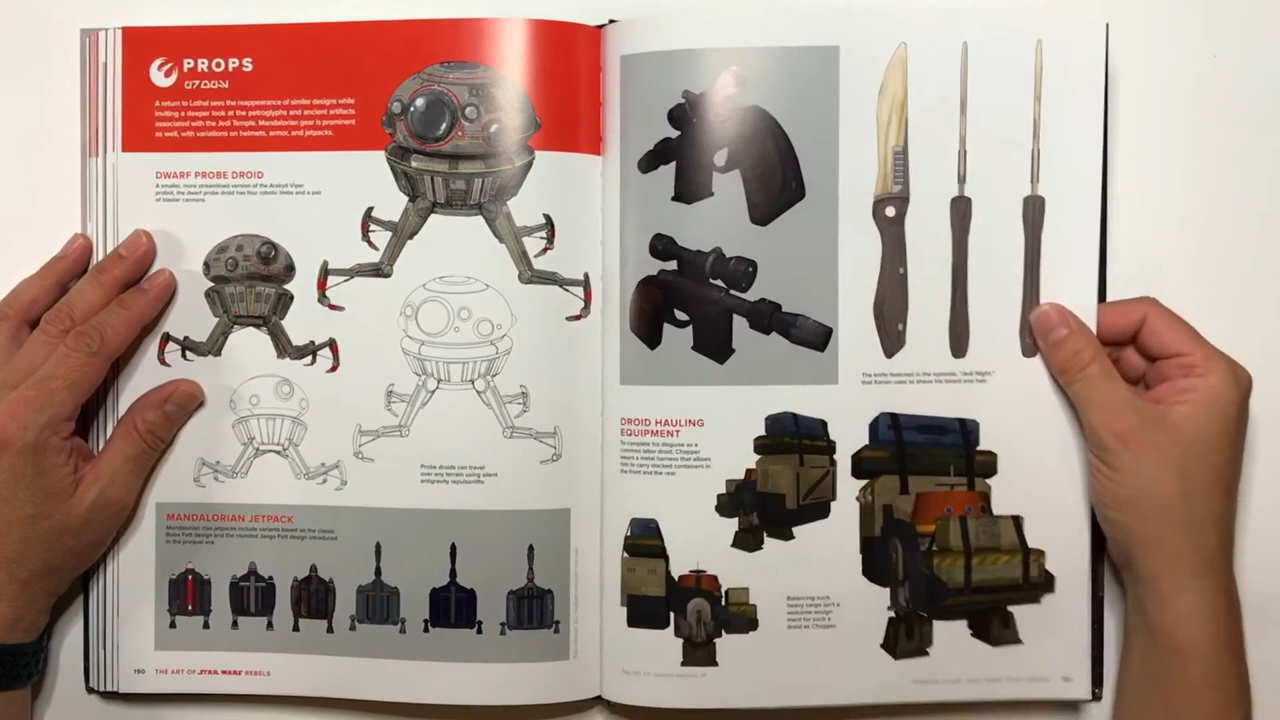 PROPS
A return to Lothal sees the reappearance of similar designs while
inviting a deeper look at the petroglyphs and ancient artifacts
associated with the Jedi Temple. Mandalorian gear is prominent
as well, with variations on helmets, armor, and jetpacks.
DWARF PROBE DROID
A smaller, more streamlined version of the Arakyd Viper
probot, the dwarf probe droid has four robotic limbs and a pair
of blaster cannons.
Probe droids can travel
over any terrain using silent
antigravity repulsorlifts.
MANDALORIAN JETPACK
Mandalorian clan jetpacks include variants based on the classic
Boba Fett design and the rounded Jango Fett design introduced
in the prequel era.
190 THE ART OF STAR WARS REBELS
The knife featured in the episode, "Jedi Night,"
that Kanan used to shave his beard and hair.
DROID HAULING
EQUIPMENT
To complete his disguise as a
common labor droid, Chopper
wears a metal harness that allows
him to carry stacked containers in
the front and the rear.
Balancing such
heavy cargo isn't a
welcome assign-
ment for such a
droid as Chopper.